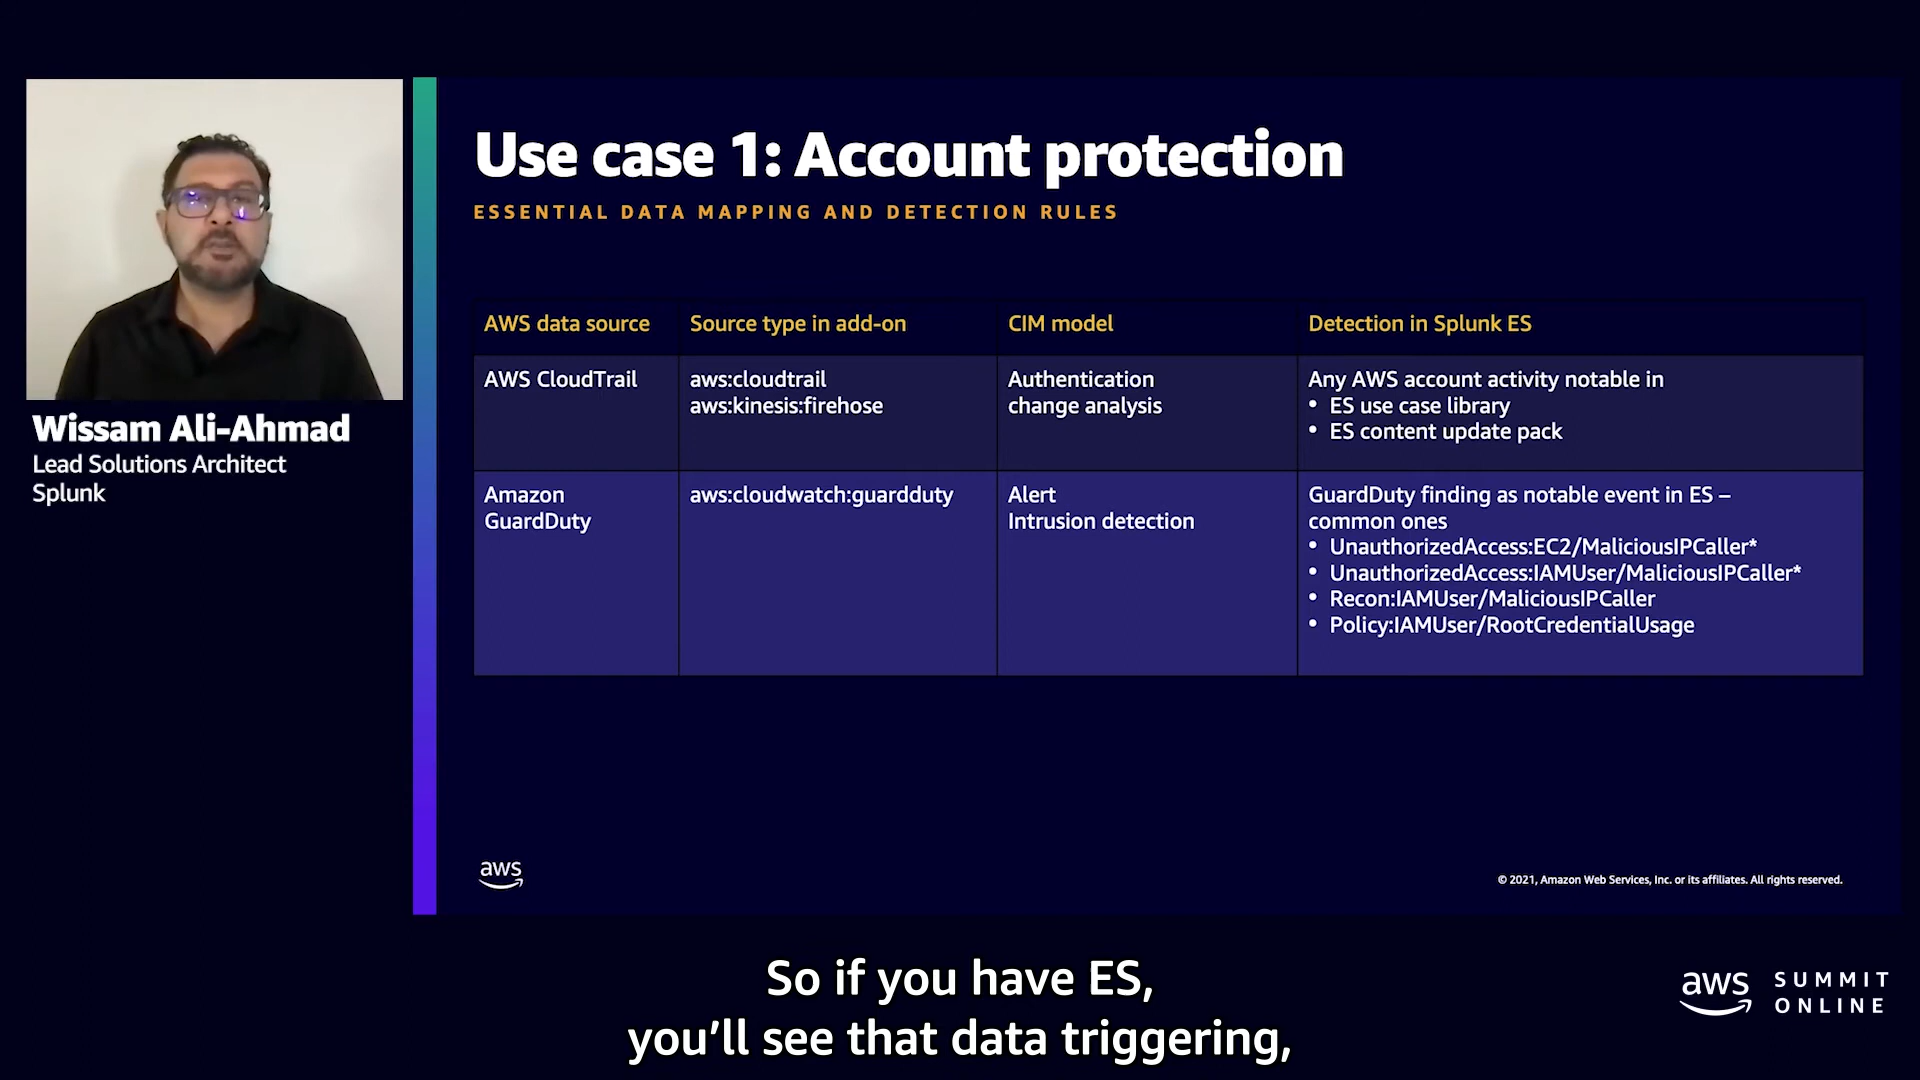 Use case 1: Account protection
ESSENTIAL DATA MAPPING AND DETECTION RULES
Wissam Ali-Ahmad
Lead Solutions Architect
Splunk
AWS data source
Source type in add-on
CIM model
Detection in Splunk ES
AWS CloudTrail
aws:cloudtrail
aws:kinesis:firehose
Authentication
change analysis
Any AWS account activity notable in
• ES use case library
• ES content update pack
Amazon
GuardDuty
aws:cloudwatch:guardduty
Alert
Intrusion detection
GuardDuty finding as notable event in ES –
common ones
• UnauthorizedAccess:EC2/MaliciousIPCaller*
• UnauthorizedAccess:IAMUser/MaliciousIPCaller*
• Recon:IAMUser/MaliciousIPCaller
• Policy:IAMUser/RootCredentialUsage
aws
© 2021, Amazon Web Services, Inc. or its affiliates. All rights reserved.
So if you have ES,
you’ll see that data triggering,
aws
SUMMIT
ONLINE